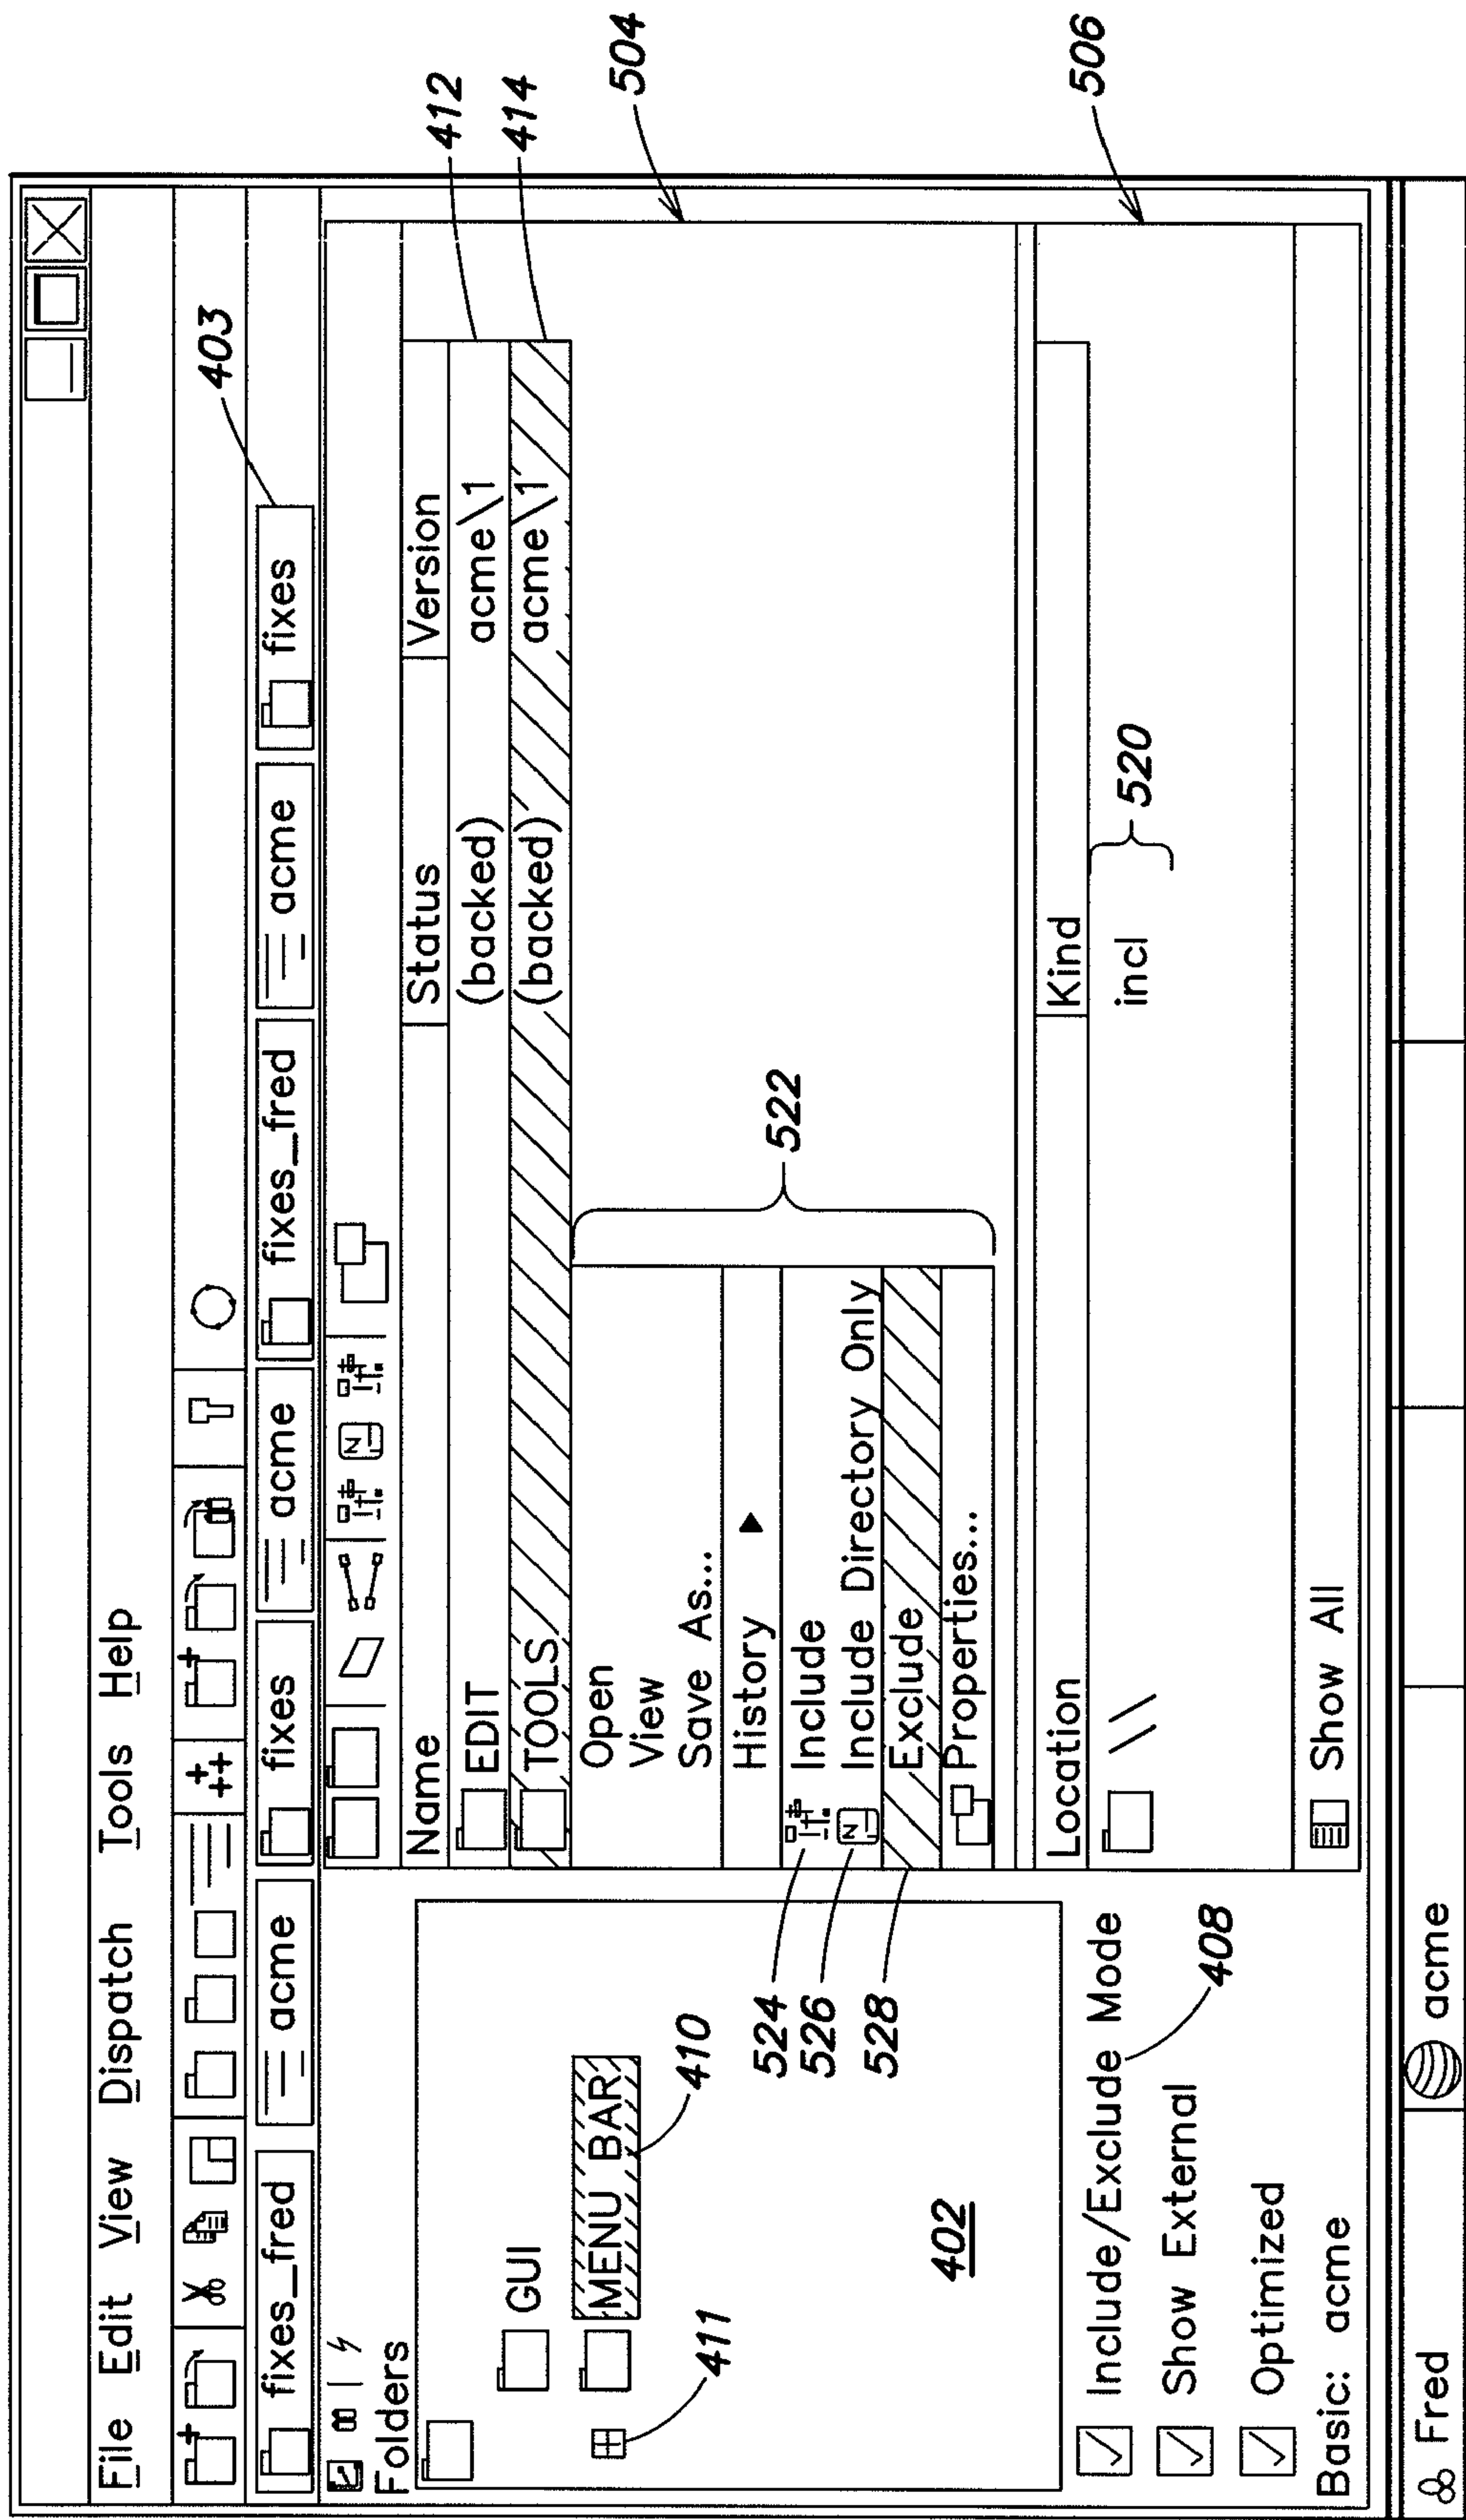 File Edit View Dispatch Tools Help
403
fixes_fred acme fixes acme fixes_fred acme fixes
Folders
GUI
MENU BAR
410
411
402
Include/Exclude Mode
Show External
Optimized
408
Basic: acme
Name Status Version
EDIT (backed) acme\1
412
TOOLS (backed) acme\1
414
504
Open
View
Save As...
History
524 Include
526 Include Directory Only
528 Exclude
Properties...
522
Location Kind
506
// incl
520
Show All
Fred acme